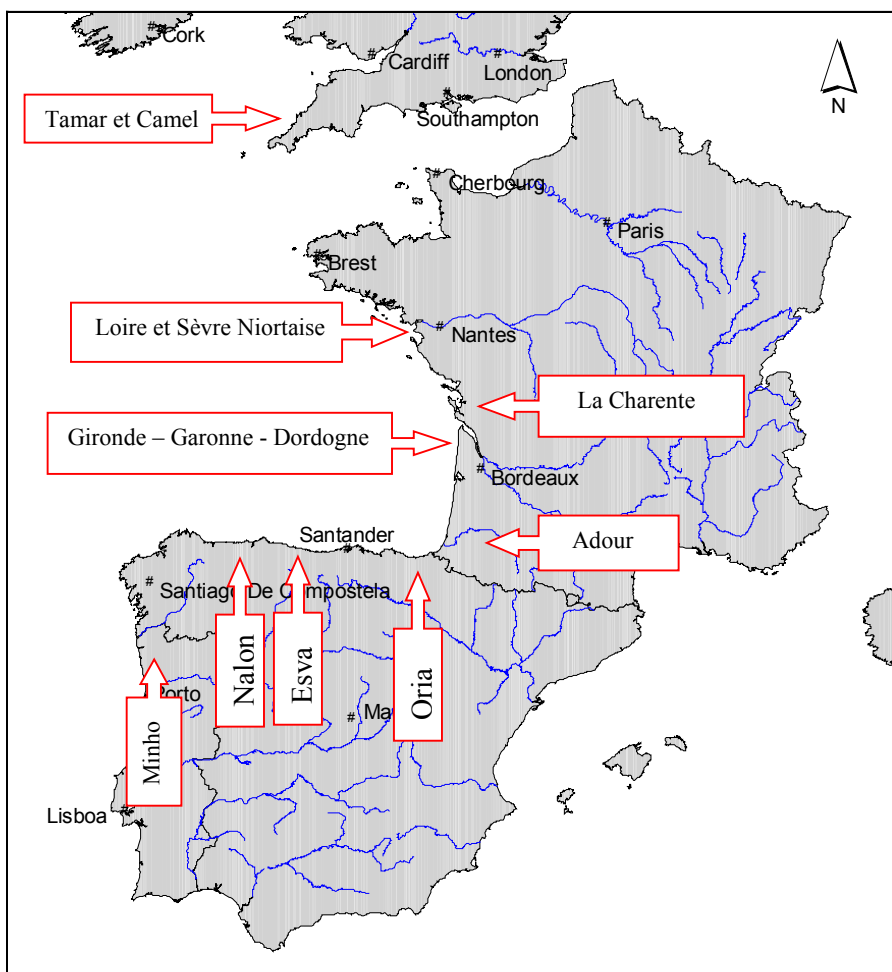 Cork
Cardiff
London
N
Tamar et Camel
Southampton
Cherbourg
Paris
Brest
Loire et Sèvre Niortaise
Nantes
La Charente
Gironde – Garonne - Dordogne
Bordeaux
Santander
Adour
Santiago De Compostela
Nalon
Esva
Oria
Porto
Ma
Minho
Lisboa